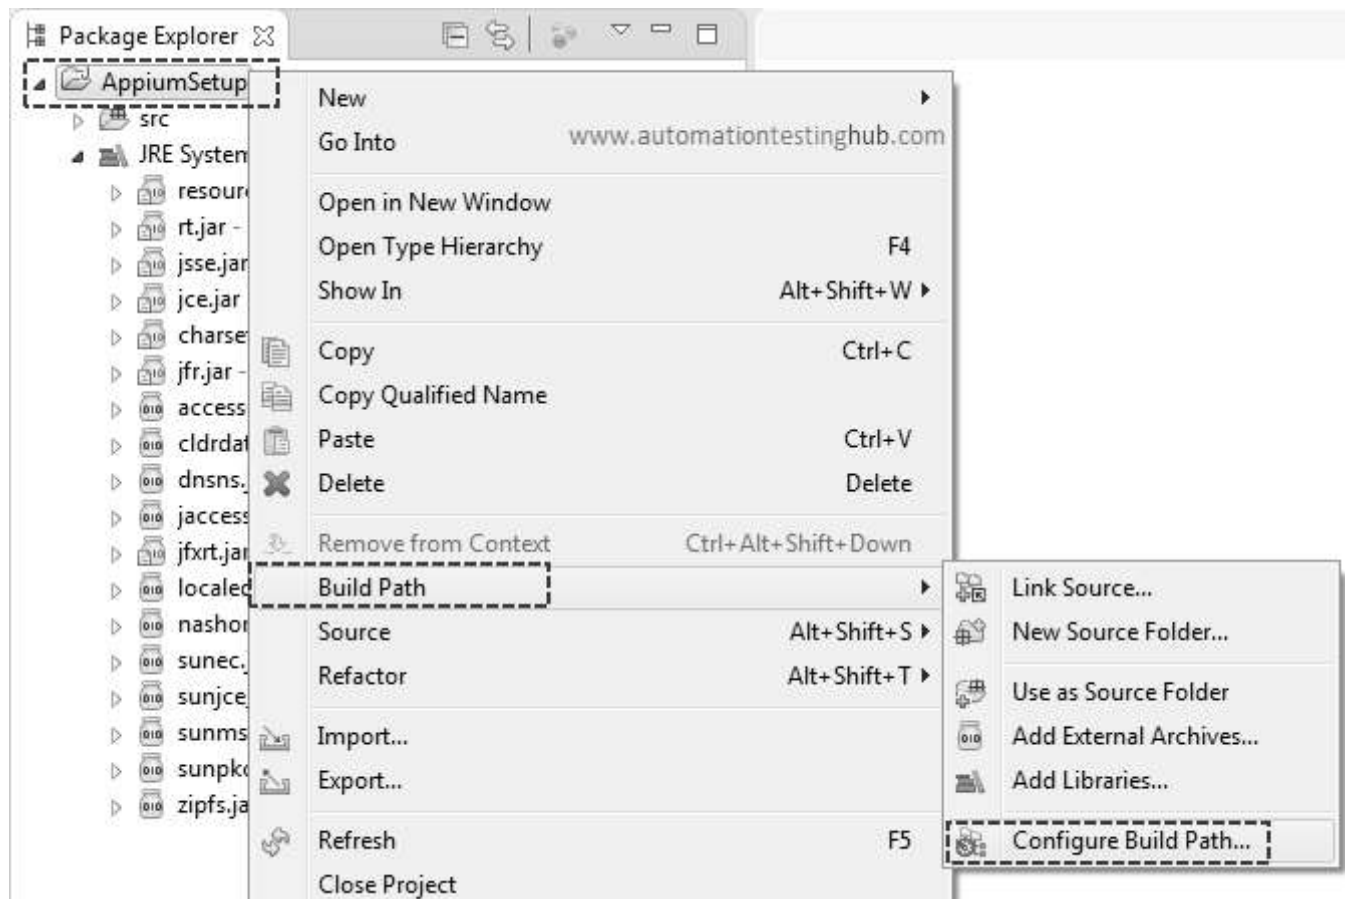 Package Explorer
AppiumSetup
src
JRE System
resour
rt.jar -
jsse.jar
jce.jar
charse
jfr.jar -
access
cldrdat
dnsns.
jaccess
jfxrt.jar
localed
nashor
sunec.
sunjce
sunms
sunpkc
zipfs.ja
New
www.automationtestinghub.com
Go Into
Open in New Window
Open Type Hierarchy F4
Show In Alt+Shift+W
Copy Ctrl+C
Copy Qualified Name
Paste Ctrl+V
Delete Delete
Remove from Context Ctrl+Alt+Shift+Down
Build Path
Source Alt+Shift+S
Refactor Alt+Shift+T
Import...
Export...
Refresh F5
Close Project
Link Source...
New Source Folder...
Use as Source Folder
Add External Archives...
Add Libraries...
Configure Build Path...